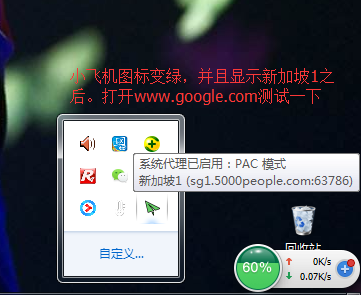 小飞机图标变绿，并且显示新加坡1之
后。打开www.google.com测试一下
系统代理已启用：PAC 模式
新加坡1 (sg1.5000people.com:63786)
自定义...
回收站
60%
0K/s
0.07K/s